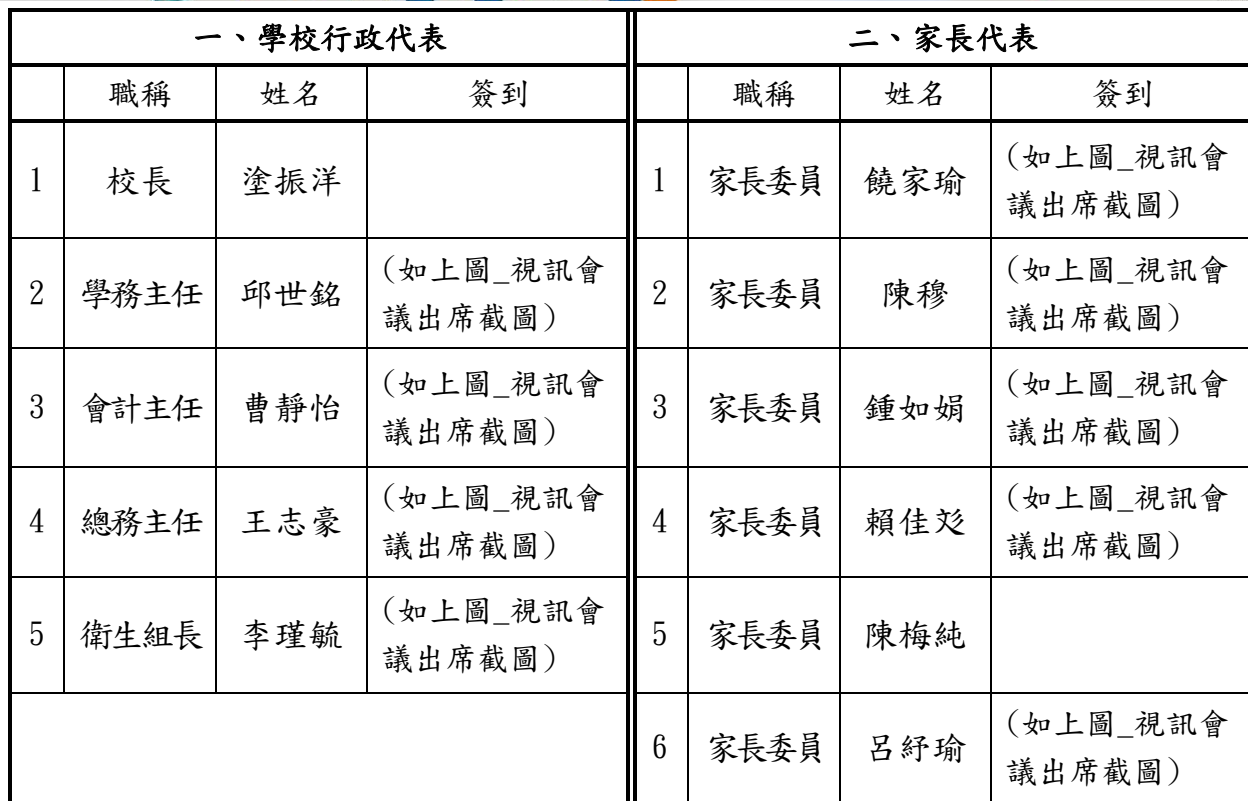 一、學校行政代表 二、家長代表
職稱 姓名 簽到 職稱 姓名 簽到
1 校長 塗振洋 1 家長委員 饒家瑜 (如上圖_視訊會
議出席截圖)
2 學務主任 邱世銘 (如上圖_視訊會 2 家長委員 陳穆 (如上圖_視訊會
議出席截圖) 議出席截圖)
3 會計主任 曹靜怡 (如上圖_視訊會 3 家長委員 鍾如娟 (如上圖_視訊會
議出席截圖) 議出席截圖)
4 總務主任 王志豪 (如上圖_視訊會 4 家長委員 賴佳彣 (如上圖_視訊會
議出席截圖) 議出席截圖)
5 衛生組長 李瑾毓 (如上圖_視訊會 5 家長委員 陳梅純
議出席截圖)
6 家長委員 呂紓瑜 (如上圖_視訊會
議出席截圖)